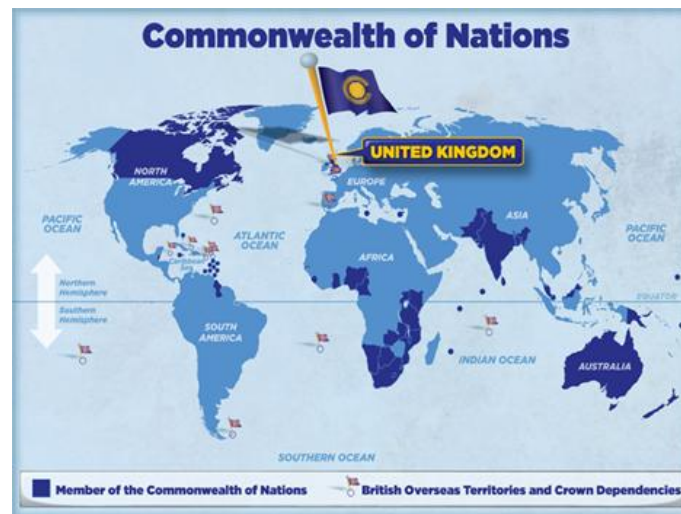 Commonwealth of Nations
UNITED KINGDOM
NORTH
AMERICA
EUROPE
ASIA
PACIFIC
OCEAN
ATLANTIC
OCEAN
PACIFIC
OCEAN
Caribbean
Sea
AFRICA
Northern
Hemisphere
EQUATOR
Southern
Hemisphere
SOUTH
AMERICA
INDIAN OCEAN
AUSTRALIA
SOUTHERN OCEAN
Member of the Commonwealth of Nations
British Overseas Territories and Crown Dependencies